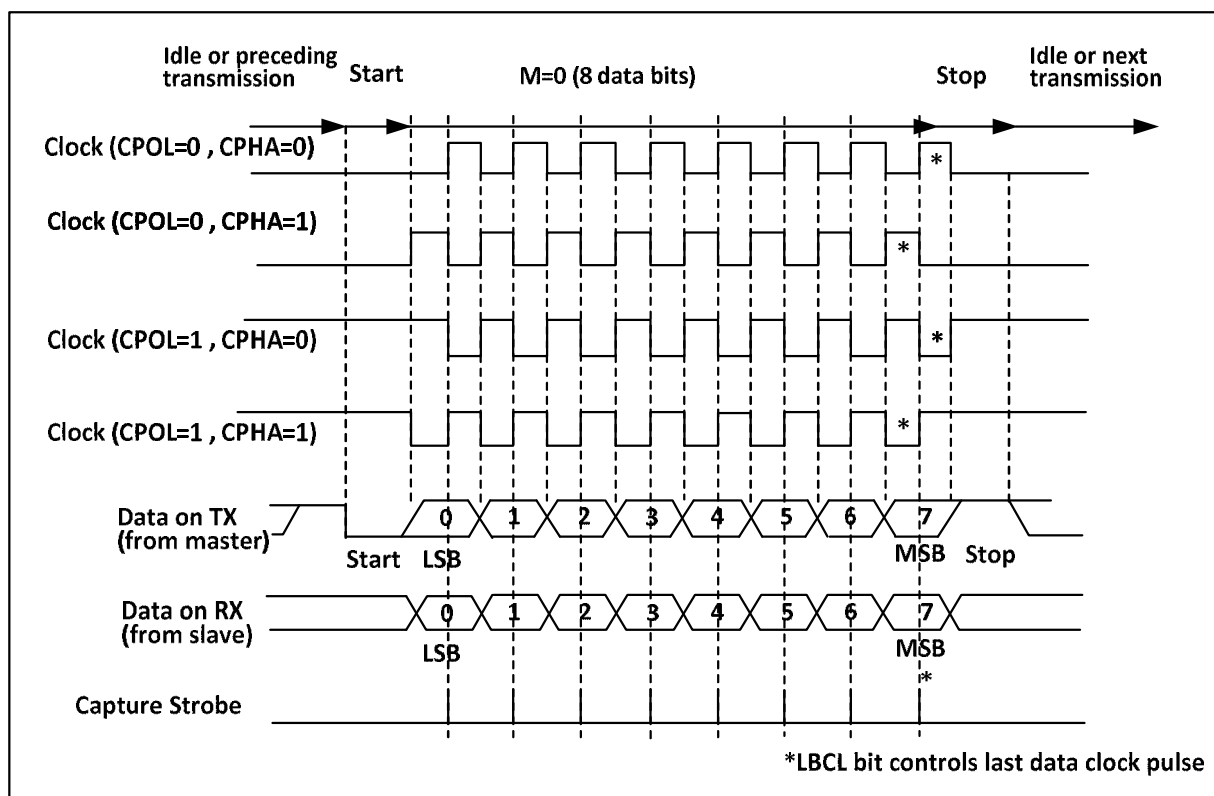 Idle or preceding
transmission
Start
M=0 (8 data bits)
Stop
Idle or next
transmission
Clock (CPOL=0 , CPHA=0)
*
Clock (CPOL=0 , CPHA=1)
*
Clock (CPOL=1 , CPHA=0)
*
Clock (CPOL=1 , CPHA=1)
*
Data on TX
(from master)
0 1 2 3 4 5 6 7
Start LSB MSB Stop
Data on RX
(from slave)
0 1 2 3 4 5 6 7
LSB MSB
*
Capture Strobe
*LBCL bit controls last data clock pulse